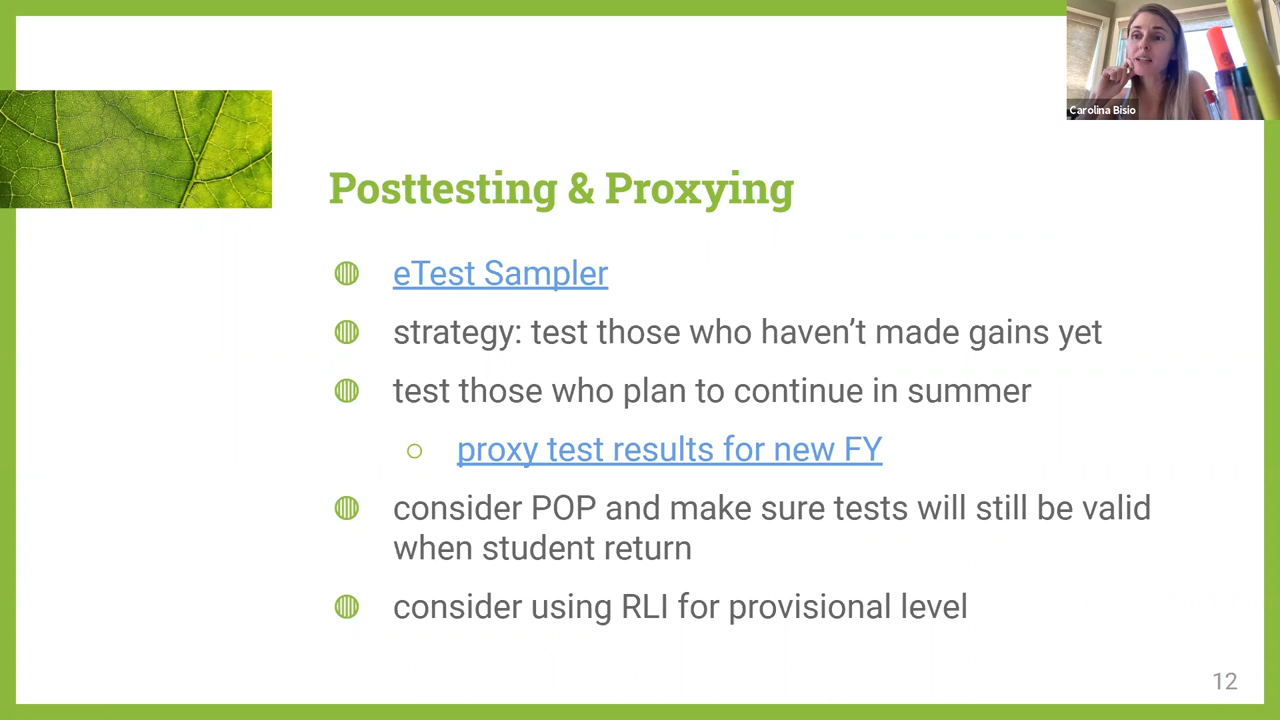 Carolina Bisio
Posttesting & Proxying
eTest Sampler
strategy: test those who haven’t made gains yet
test those who plan to continue in summer
proxy test results for new FY
consider POP and make sure tests will still be valid
when student return
consider using RLI for provisional level
12